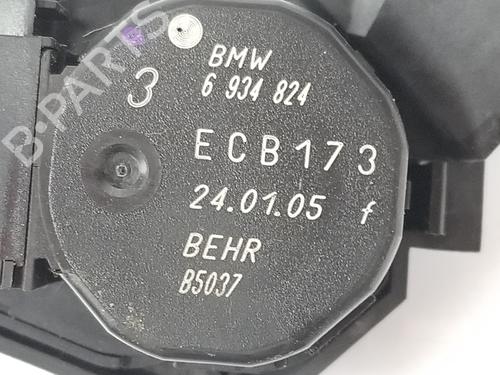 BMW
3 6 934 824
ECB173
24.01.05 f
BEHR
B5037
B-PARTS